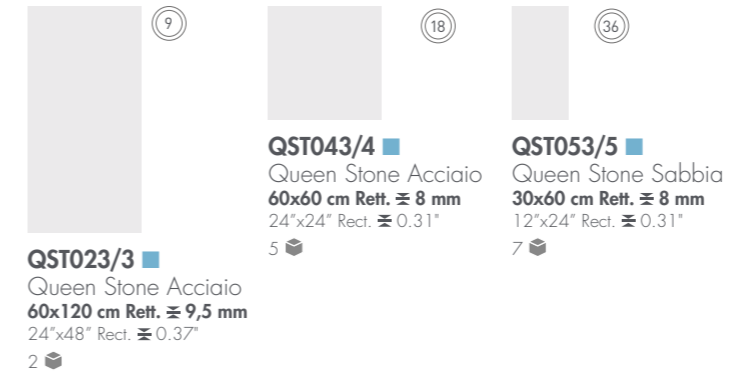 9
QST023/3
Queen Stone Acciaio
60x120 cm Rett. 9,5 mm
24”x48” Rect. 0.37"
2
18
QST043/4
Queen Stone Acciaio
60x60 cm Rett. 8 mm
24”x24” Rect. 0.31"
5
36
QST053/5
Queen Stone Sabbia
30x60 cm Rett. 8 mm
12”x24” Rect. 0.31"
7